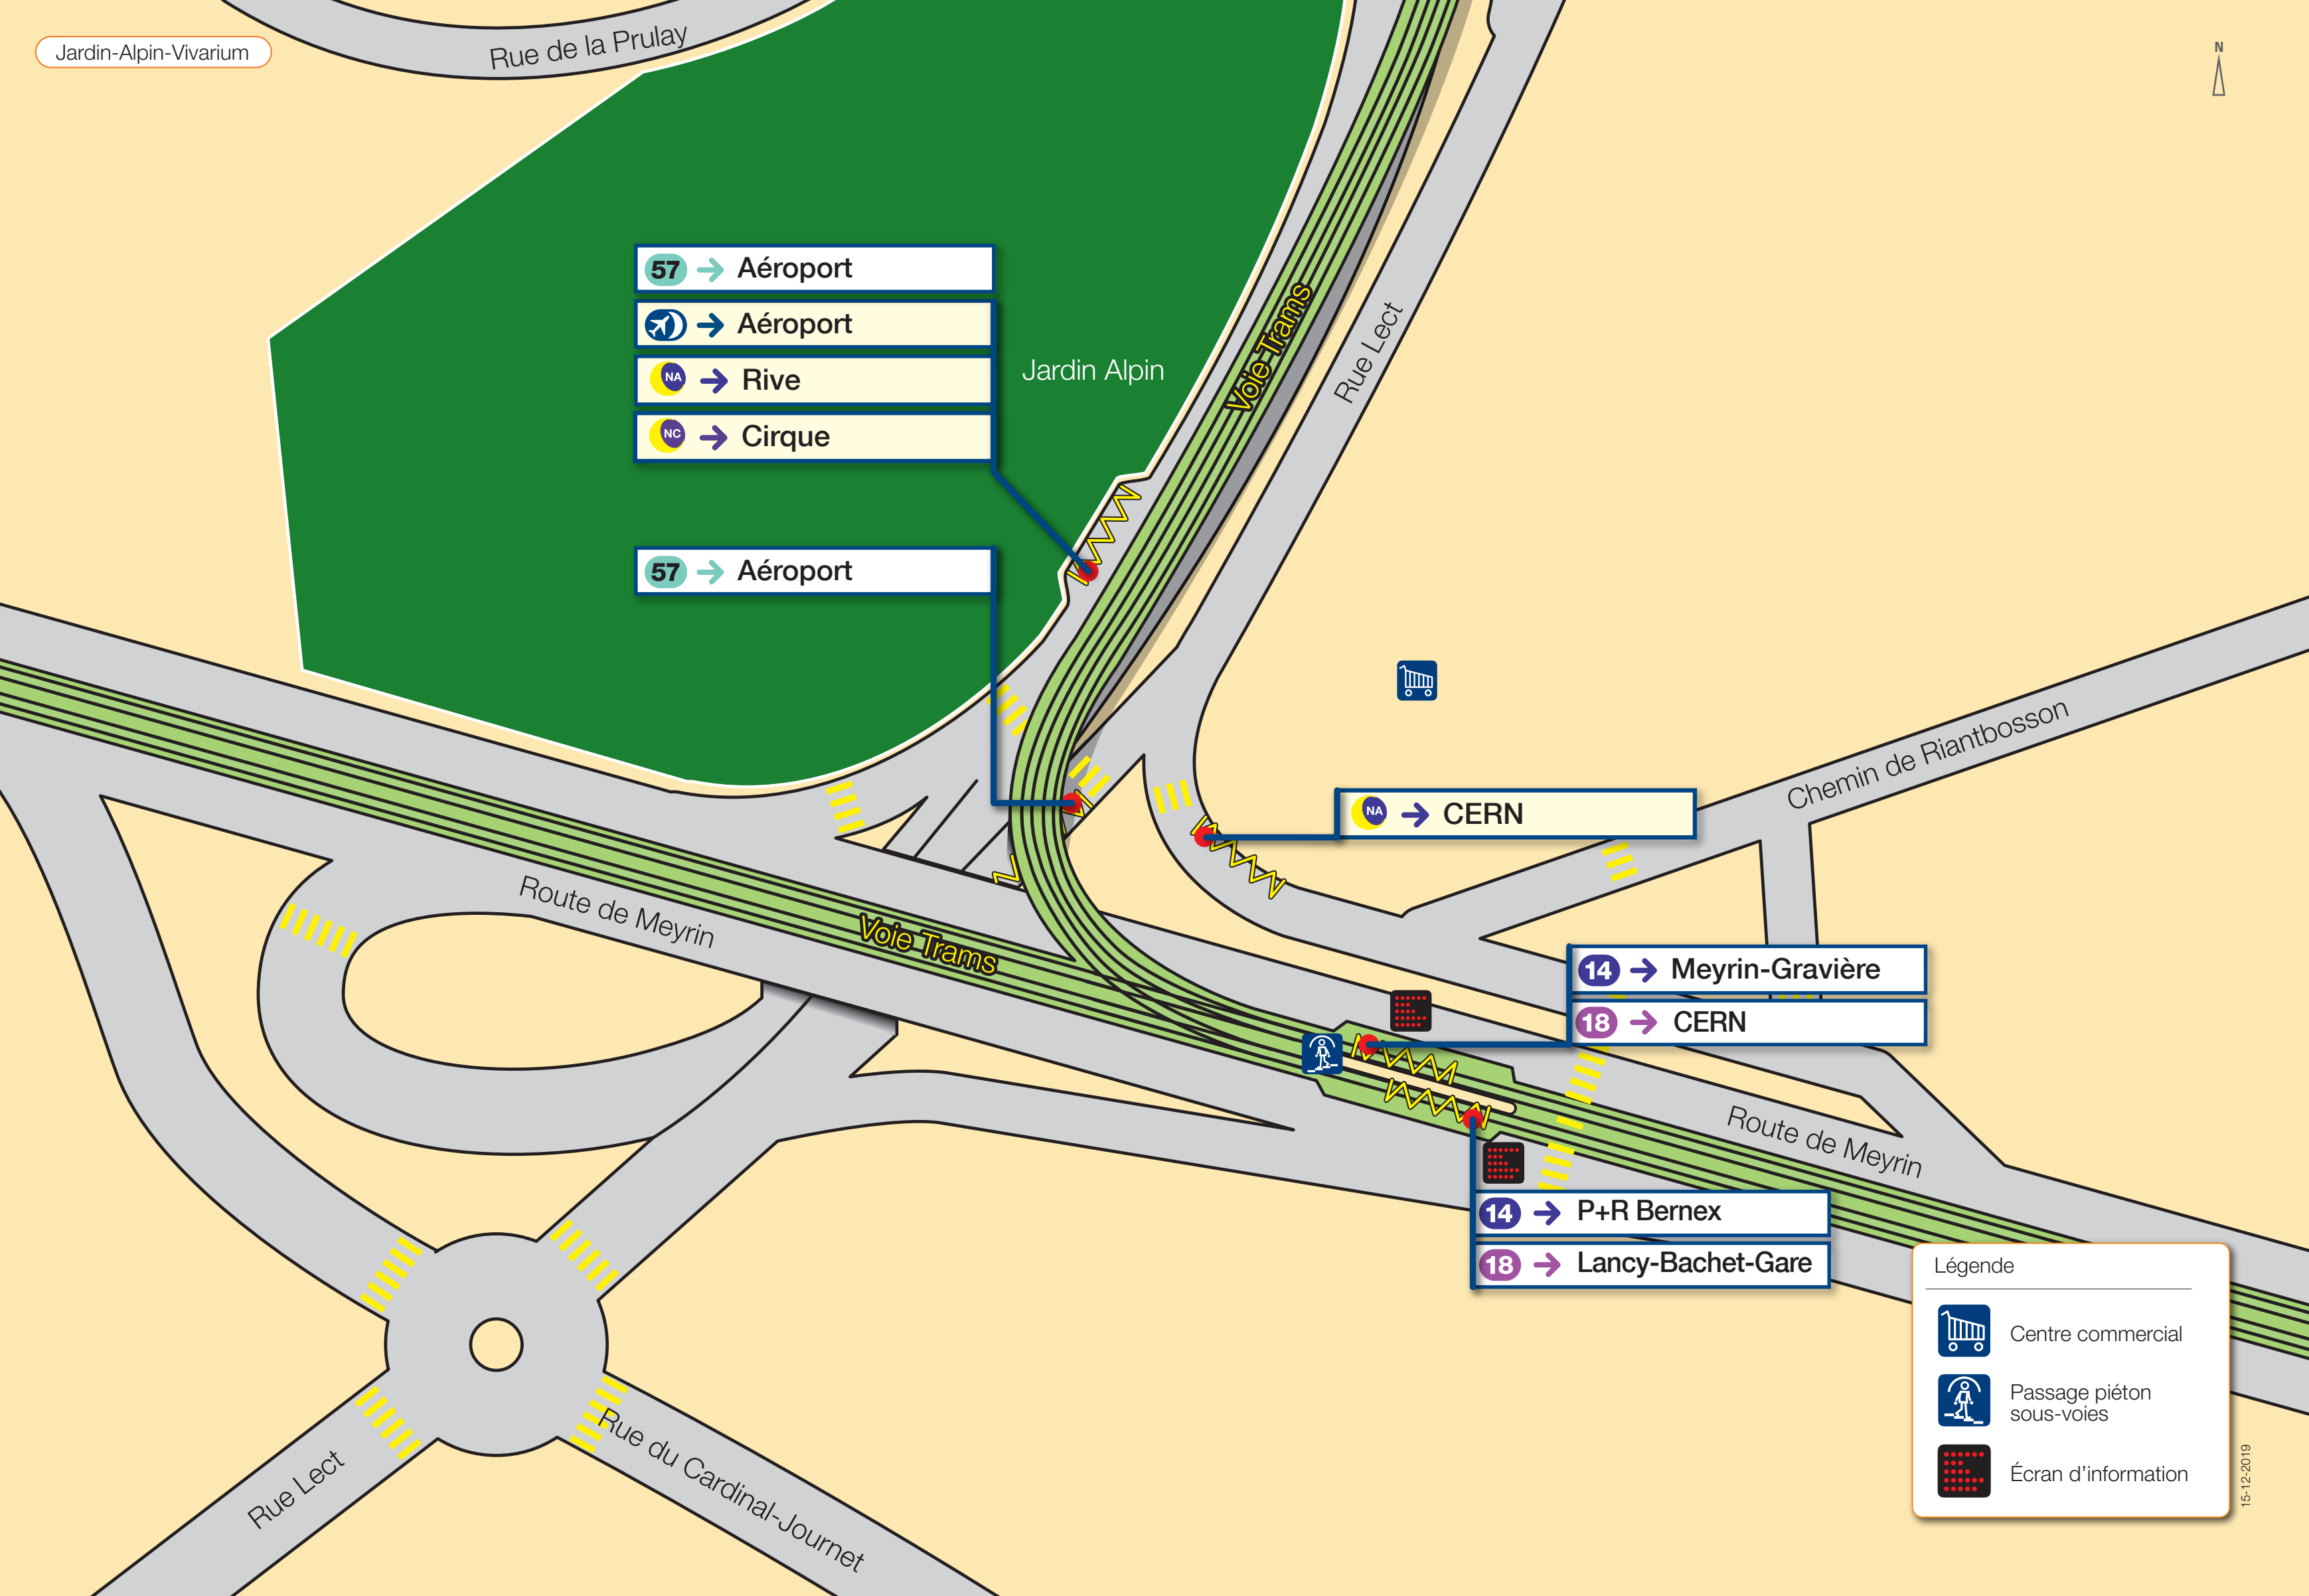 Jardin-Alpin-Vivarium
Rue de la Prulay
N
57 Aéroport
Aéroport
NA Rive
NC Cirque
Jardin Alpin
Voie Trams
Rue Lect
57 Aéroport
Chemin de Riantbosson
NA CERN
Route de Meyrin
Voie Trams
14 Meyrin-Gravière
18 CERN
Route de Meyrin
14 P+R Bernex
18 Lancy-Bachet-Gare
Rue Lect
Rue du Cardinal-Journet
Légende
Centre commercial
Passage piéton
sous-voies
Écran d’information
15-12-2019